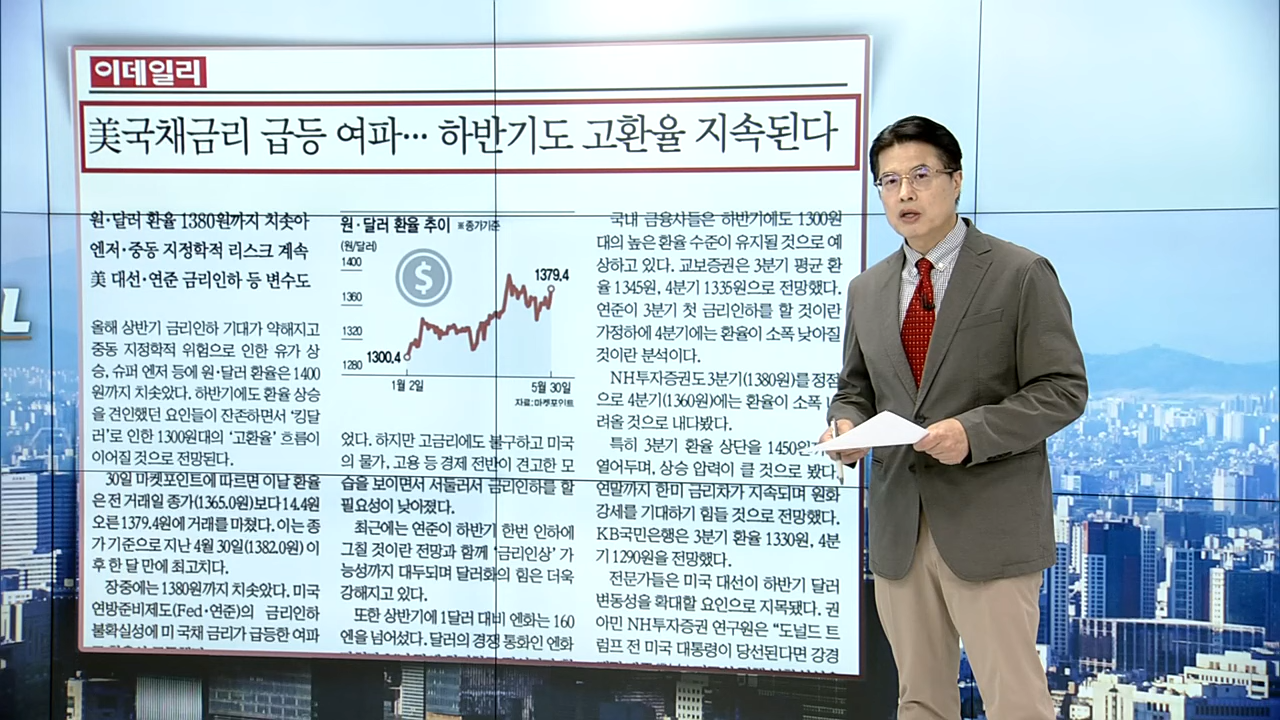 이데일리
美국채금리 급등 여파… 하반기도 고환율 지속된다
원·달러 환율 1380원까지 치솟아
엔저·중동 지정학적 리스크 계속
美 대선·연준 금리인하 등 변수도
올해 상반기 금리인하 기대가 약해지고
중동 지정학적 위험으로 인한 유가 상
승, 슈퍼 엔저 등에 원·달러 환율은 1400
원까지 치솟았다. 하반기에도 환율 상승
을 견인했던 요인들이 잔존하면서 ‘킹달
러’로 인한 1300원대의 ‘고환율’ 흐름이
이어질 것으로 전망된다.
30일 마켓포인트에 따르면 이날 환율
은 전 거래일 종가(1365.0원)보다 14.4원
오른 1379.4원에 거래를 마쳤다. 이는 종
가 기준으로 지난 4월 30일(1382.0원) 이
후 한 달 만에 최고치다.
장중에는 1380원까지 치솟았다. 미국
연방준비제도(Fed·연준)의 금리인하
불확실성에 미 국채 금리가 급등한 여파
원·달러 환율 추이 ※종가기준
(원/달러)
1400
1360
1320
1280
$
1300.4
1379.4
1월 2일
5월 30일
자료:마켓포인트
었다. 하지만 고금리에도 불구하고 미국
의 물가, 고용 등 경제 전반이 견고한 모
습을 보이면서 서둘러서 금리인하를 할
필요성이 낮아졌다.
최근에는 연준이 하반기 한번 인하에
그칠 것이란 전망과 함께 ‘금리인상’ 가
능성까지 대두되며 달러화의 힘은 더욱
강해지고 있다.
또한 상반기에 1달러 대비 엔화는 160
엔을 넘어섰다. 달러의 경쟁 통화인 엔화
국내 금융사들은 하반기에도 1300원
대의 높은 환율 수준이 유지될 것으로 예
상하고 있다. 교보증권은 3분기 평균 환
율 1345원, 4분기 1335원으로 전망했다.
연준이 3분기 첫 금리인하를 할 것이란
가정하에 4분기에는 환율이 소폭 낮아질
것이란 분석이다.
NH투자증권도 3분기(1380원)를 정점
으로 4분기(1360원)에는 환율이 소폭
려올 것으로 내다봤다.
특히 3분기 환율 상단을 1450원
열어두며, 상승 압력이 클 것으로 봤다.
연말까지 한미 금리차가 지속되며 원화
강세를 기대하기 힘들 것으로 전망했다.
KB국민은행은 3분기 환율 1330원, 4분
기 1290원을 전망했다.
전문가들은 미국 대선이 하반기 달러
변동성을 확대할 요인으로 지목됐다. 권
아민 NH투자증권 연구원은 “도널드 트
럼프 전 미국 대통령이 당선된다면 강경